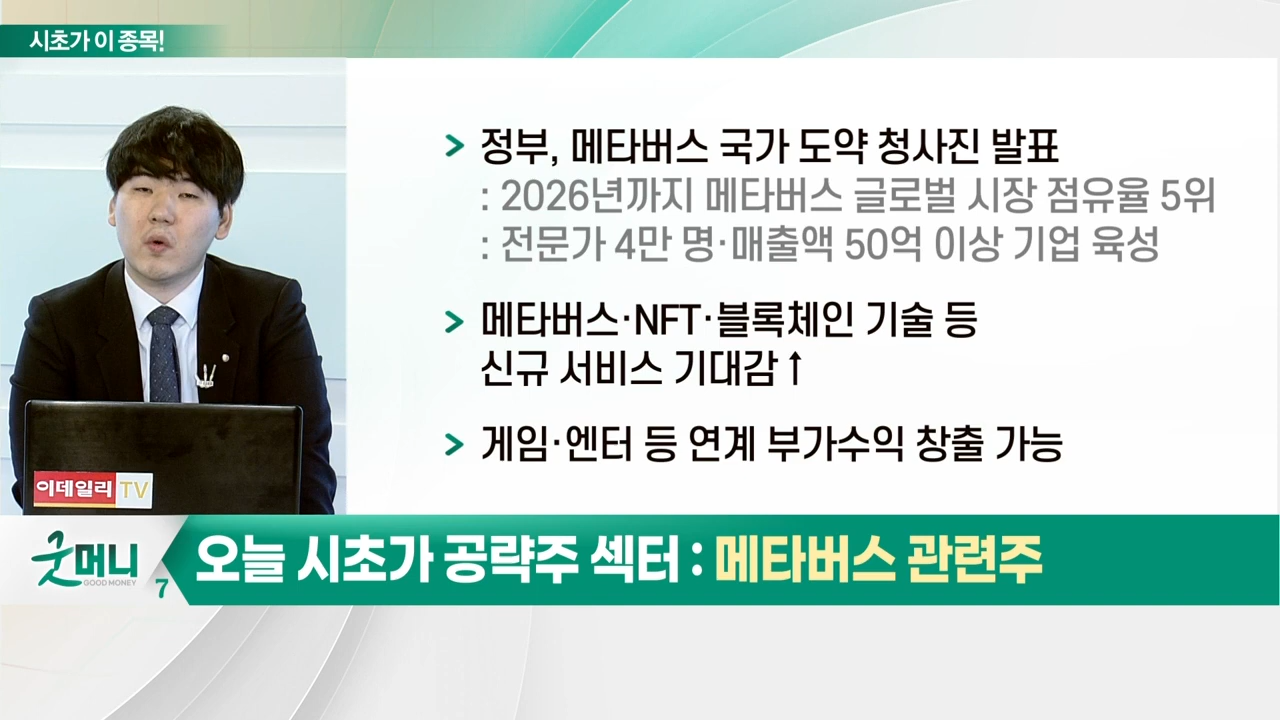 시초가 이 종목!
> 정부, 메타버스 국가 도약 청사진 발표
: 2026년까지 메타버스 글로벌 시장 점유율 5위
: 전문가 4만 명·매출액 50억 이상 기업 육성
> 메타버스·NFT·블록체인 기술 등
신규 서비스 기대감↑
> 게임·엔터 등 연계 부가수익 창출 가능
이데일리 TV
굿머니
GOOD MONEY
7
오늘 시초가 공략주 섹터 : 메타버스 관련주